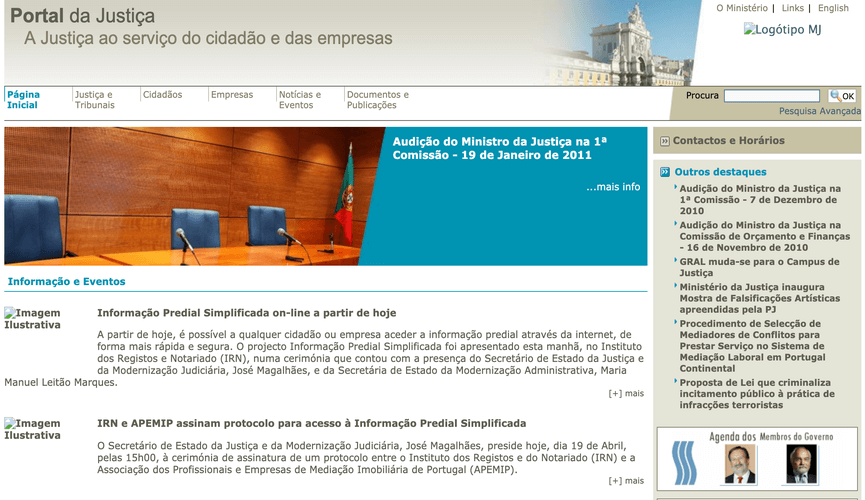 Portal da Justiça
A Justiça ao serviço do cidadão e das empresas
O Ministério | Links | English
Logótipo MJ
Página
Inicial
Justiça e
Tribunais
Cidadãos
Empresas
Notícias e
Eventos
Documentos e
Publicações
Procura
OK
Pesquisa Avançada
Audição do Ministro da Justiça na 1ª
Comissão - 19 de Janeiro de 2011
...mais info
Informação e Eventos
Imagem
Ilustrativa
Informação Predial Simplificada on-line a partir de hoje
A partir de hoje, é possível a qualquer cidadão ou empresa aceder a informação predial através da internet, de
forma mais rápida e segura. O projecto Informação Predial Simplificada foi apresentado esta manhã, no Instituto
dos Registos e Notariado (IRN), numa cerimónia que contou com a presença do Secretário de Estado da Justiça e
da Modernização Judiciária, José Magalhães, e da Secretária de Estado da Modernização Administrativa, Maria
Manuel Leitão Marques.
[+] mais
Imagem
Ilustrativa
IRN e APEMIP assinam protocolo para acesso à Informação Predial Simplificada
O Secretário de Estado da Justiça e da Modernização Judiciária, José Magalhães, preside hoje, dia 19 de Abril,
pelas 15h00, à cerimónia de assinatura de um protocolo entre o Instituto dos Registos e do Notariado (IRN) e a
Associação dos Profissionais e Empresas de Mediação Imobiliária de Portugal (APEMIP).
[+] mais
Contactos e Horários
Outros destaques
Audição do Ministro da Justiça na
1ª Comissão - 7 de Dezembro de
2010
Audição do Ministro da Justiça na
Comissão de Orçamento e Finanças
- 16 de Novembro de 2010
GRAL muda-se para o Campus de
Justiça
Ministério da Justiça inaugura
Mostra de Falsificações Artísticas
apreendidas pela PJ
Procedimento de Selecção de
Mediadores de Conflitos para
Prestar Serviço no Sistema de
Mediação Laboral em Portugal
Continental
Proposta de Lei que criminaliza
incitamento público à prática de
infracções terroristas
Agenda dos Membros do Governo